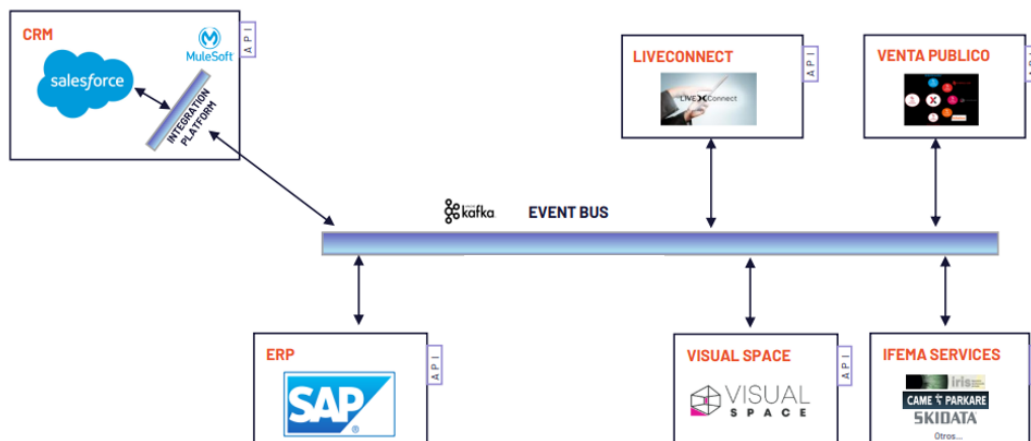 CRM
MuleSoft
API
salesforce
INTEGRATION
PLATFORM
LIVECONNECT
API
LIVE Connect
VENTA PUBLICO
API
kafka
EVENT BUS
ERP
API
SAP
®
VISUAL SPACE
API
VISUAL
SPACE
IFEMA SERVICES
iris
CAME PARKARE
SKIDATA
Otros...